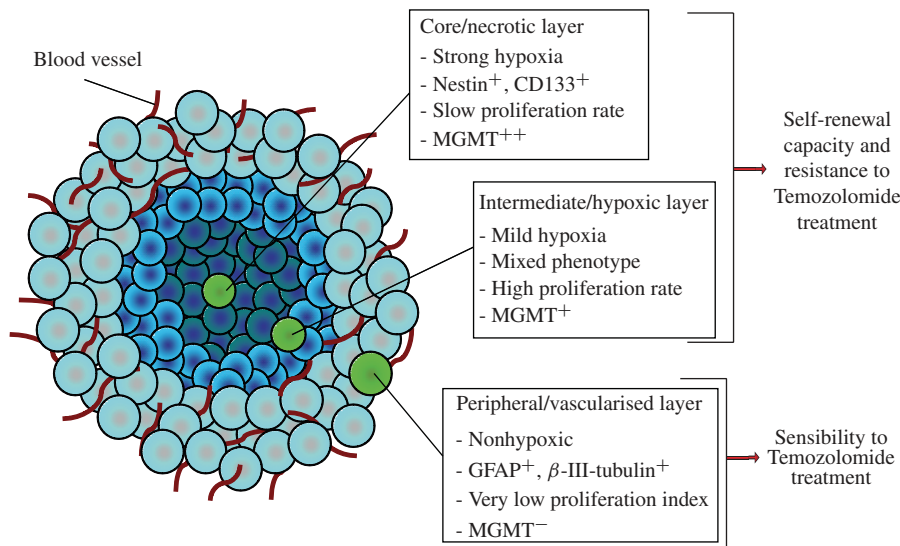 Blood vessel
Core/necrotic layer
- Strong hypoxia
- Nestin⁺, CD133⁺
- Slow proliferation rate
- MGMT⁺⁺
Intermediate/hypoxic layer
- Mild hypoxia
- Mixed phenotype
- High proliferation rate
- MGMT⁺
Peripheral/vascularised layer
- Nonhypoxic
- GFAP⁺, β-III-tubulin⁺
- Very low proliferation index
- MGMT⁻
Self-renewal
capacity and
resistance to
Temozolomide
treatment
Sensibility to
Temozolomide
treatment